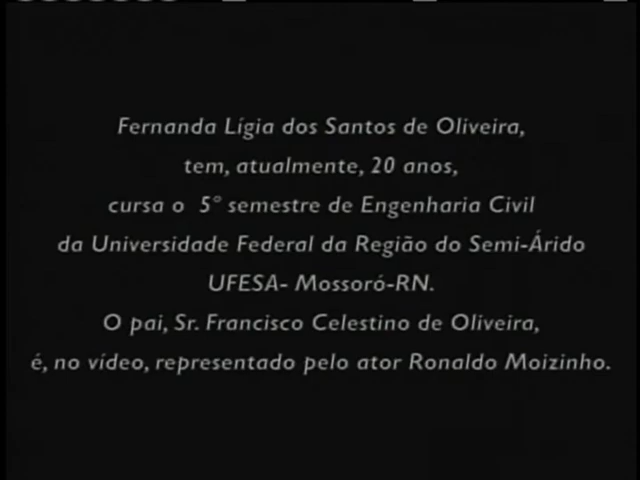 Fernanda Lígia dos Santos de Oliveira,
tem, atualmente, 20 anos,
cursa o 5° semestre de Engenharia Civil
da Universidade Federal da Região do Semi-Árido
UFESA- Mossoró-RN.
O pai, Sr. Francisco Celestino de Oliveira,
é, no vídeo, representado pelo ator Ronaldo Moizinho.